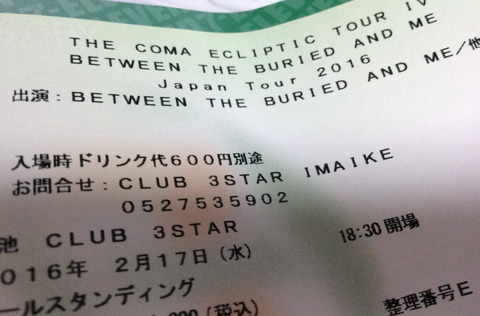 THE COMA ECLIPTIC TOUR IV
BETWEEN THE BURIED AND ME
Japan Tour 2016
出演:BETWEEN THE BURIED AND ME/他
入場時ドリンク代600円別途
お問合せ:CLUB 3STAR IMAIKE
0527535902
池 CLUB 3STAR
016年 2月17日(水) 18:30開場
ールスタンディング
(税込) 整理番号E